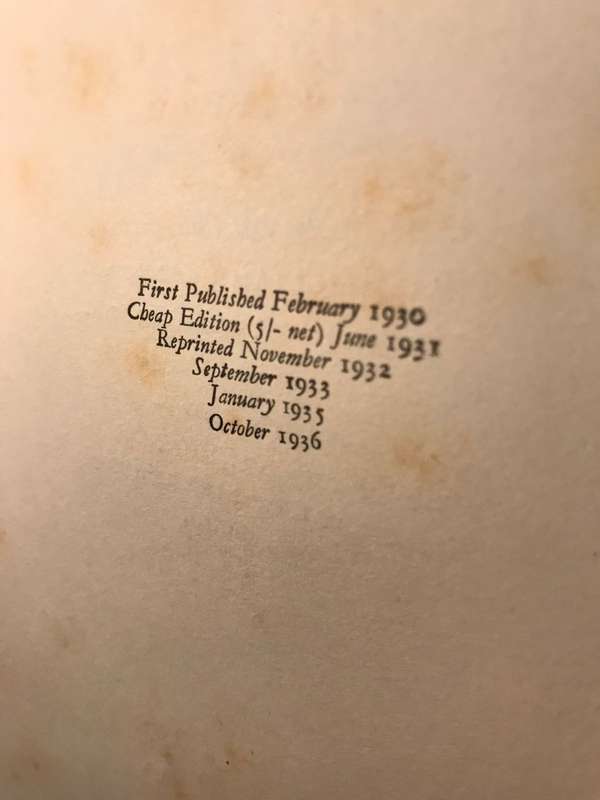 First Published February 1930
Cheap Edition (5/- net) June 1931
Reprinted November 1932
September 1933
January 1935
October 1936